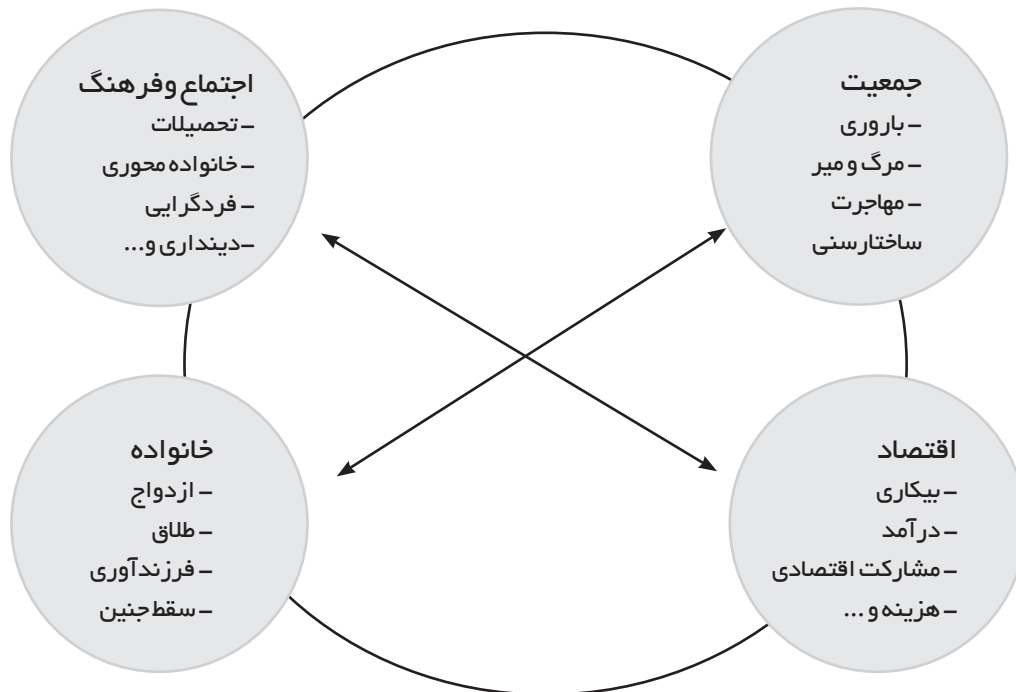 جمعیت
– باروری
– مرگ و میر
– مهاجرت
ساختار سنی
اجتماع و فرهنگ
– تحصیلات
– خانواده محوری
– فردگرایی
–دینداری و...
اقتصاد
– بیکاری
– درآمد
– مشارکت اقتصادی
– هزینه و ...
خانواده
– ازدواج
– طلاق
– فرزندآوری
– سقط جنین